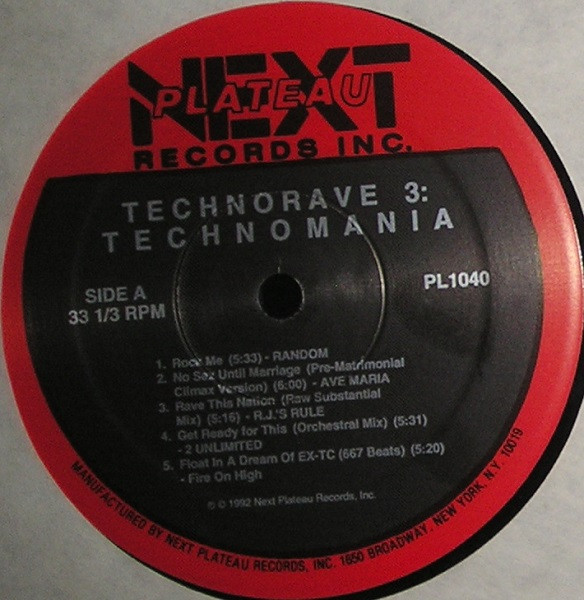 NEXT
PLATEAU
RECORDS INC.
TECHNORAVE 3:
TECHNOMANIA
SIDE A
33 1/3 RPM
PL1040
1. Rock Me (5:33) - RANDOM
2. No Sex Until Marriage (Pre-Matrimonial
Climax Version) (6:00) - AVE MARIA
3. Rave This Nation (Raw Substantial
Mix) (5:16) - R.J.'S RULE
4. Get Ready for This (Orchestral Mix) (5:31)
- 2 UNLIMITED
5. Float In A Dream Of EX-TC (667 Beats) (5:20)
- Fire On High
℗ © 1992 Next Plateau Records, Inc.
MANUFACTURED BY NEXT PLATEAU RECORDS, INC. 1650 BROADWAY, NEW YORK, N.Y. 10019